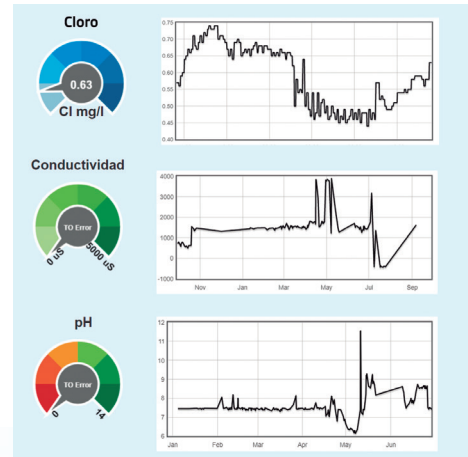 Cloro
0.63
Cl mg/l
0.75
0.70
0.65
0.60
0.55
0.50
0.45
0.40
Conductividad
TO Error
0 uS
5000 uS
4000
3000
2000
1000
0
-1000
Nov
Jan
Mar
May
Jul
Sep
pH
TO Error
0
14
12
11
10
9
8
7
6
Jan
Feb
Mar
Apr
May
Jun